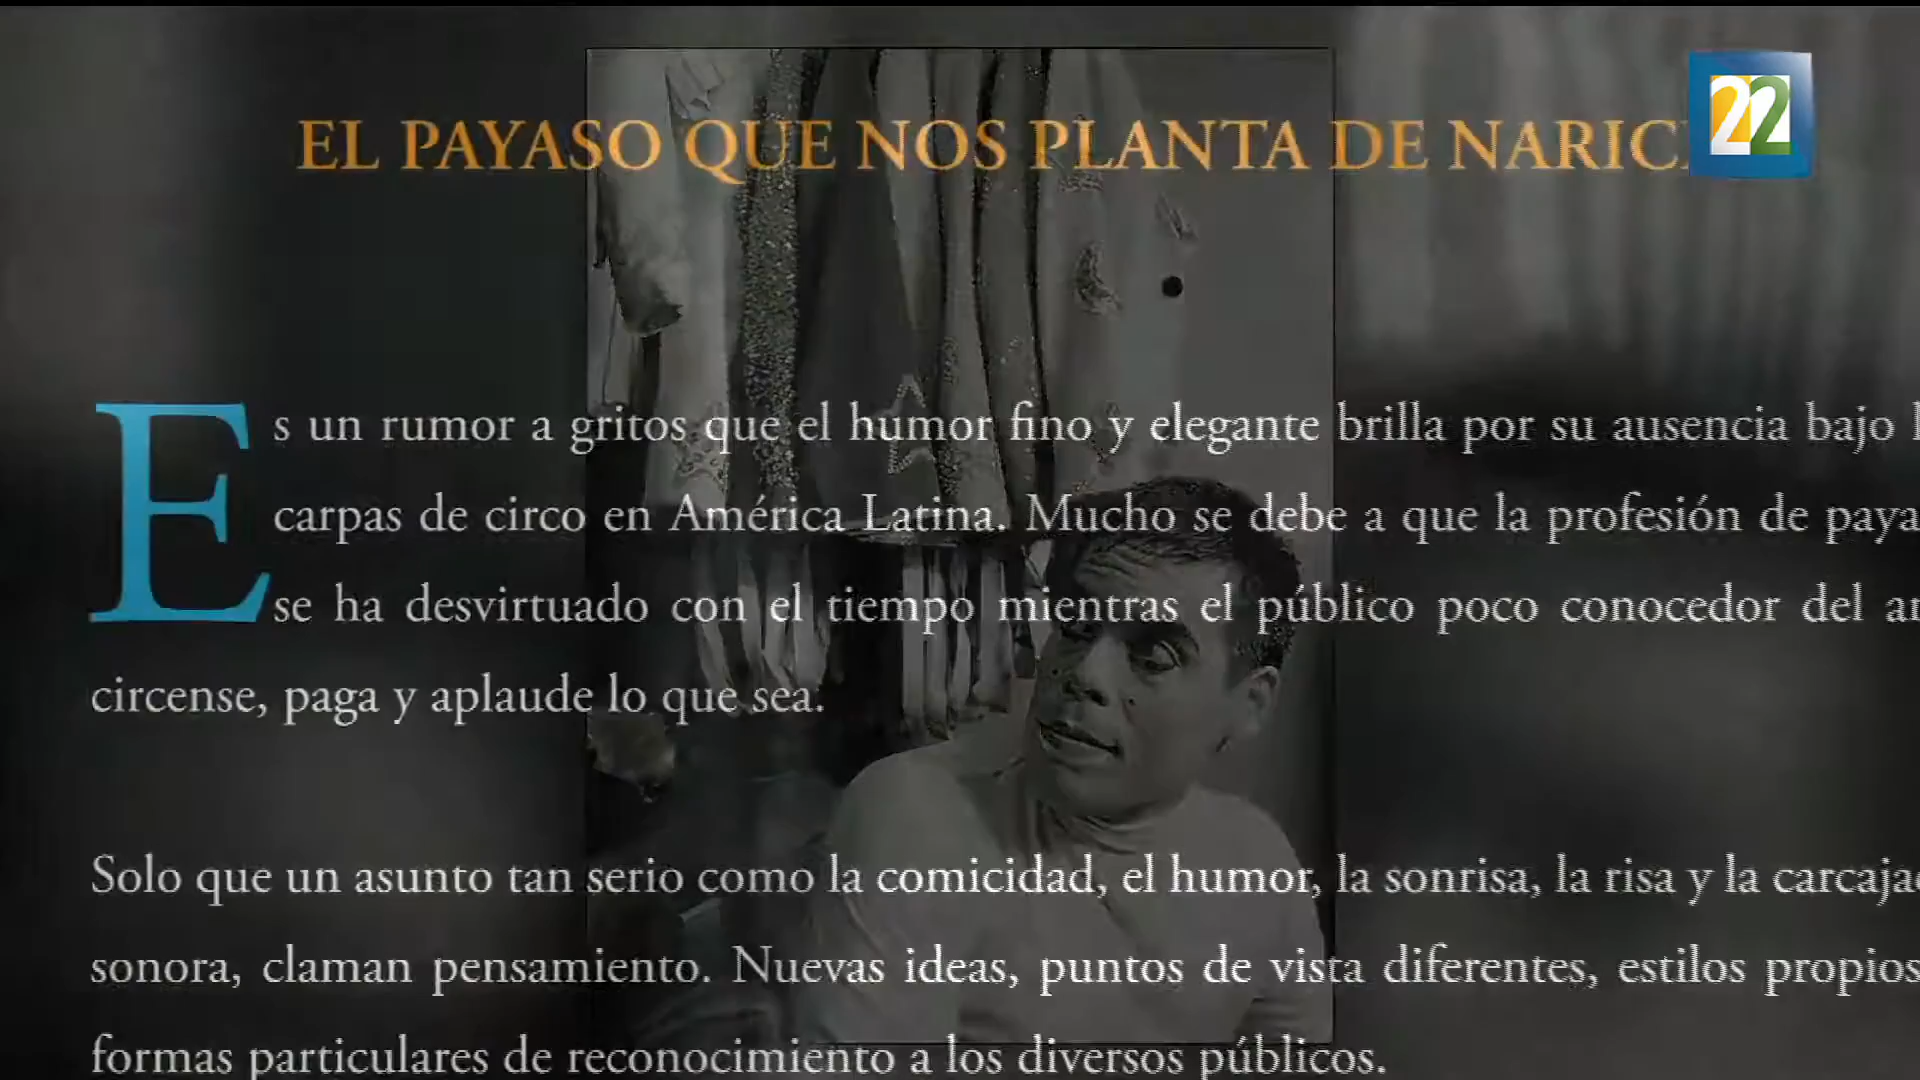 EL PAYASO QUE NOS PLANTA DE
22
Es un rumor a gritos que el humor fino y elegante brilla por su ausencia bajo
carpas de circo en América Latina. Mucho se debe a que la profesión de
se ha desvirtuado con el tiempo mientras el público poco conocedor del
circense, paga y aplaude lo que sea.
Solo que un asunto tan serio como la comicidad, el humor, la sonrisa, la risa y la
sonora, claman pensamiento. Nuevas ideas, puntos de vista diferentes, estilos propios
formas particulares de reconocimiento a los diversos públicos.